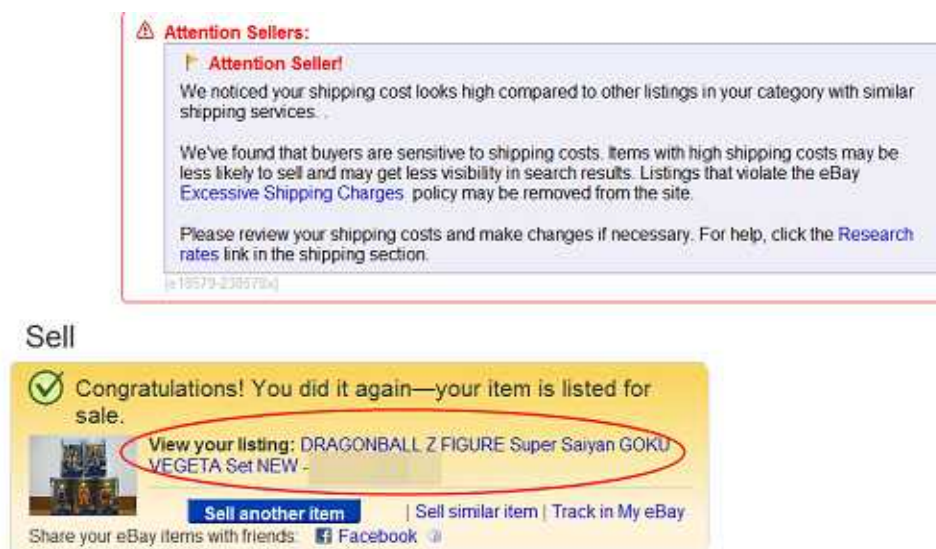 Attention Sellers:
Attention Seller!
We noticed your shipping cost looks high compared to other listings in your category with similar
shipping services. .
We've found that buyers are sensitive to shipping costs. Items with high shipping costs may be
less likely to sell and may get less visibility in search results. Listings that violate the eBay
Excessive Shipping Charges policy may be removed from the site.
Please review your shipping costs and make changes if necessary. For help, click the Research
rates link in the shipping section.
Sell
Congratulations! You did it again—your item is listed for
sale.
View your listing: DRAGONBALL Z FIGURE Super Saiyan GOKU
VEGETA Set NEW -
Sell another item | Sell similar item | Track in My eBay
Share your eBay items with friends: Facebook